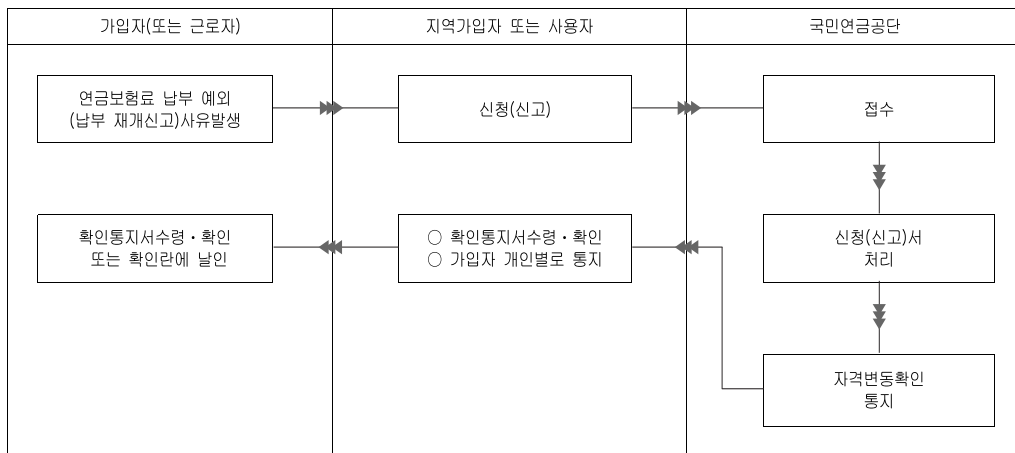 가입자(또는 근로자)
지역가입자 또는 사용자
국민연금공단
연금보험료 납부 예외
(납부 재개신고)사유발생
신청(신고)
접수
확인통지서수령·확인
또는 확인란에 날인
○ 확인통지서수령·확인
○ 가입자 개인별로 통지
신청(신고)서
처리
자격변동확인
통지